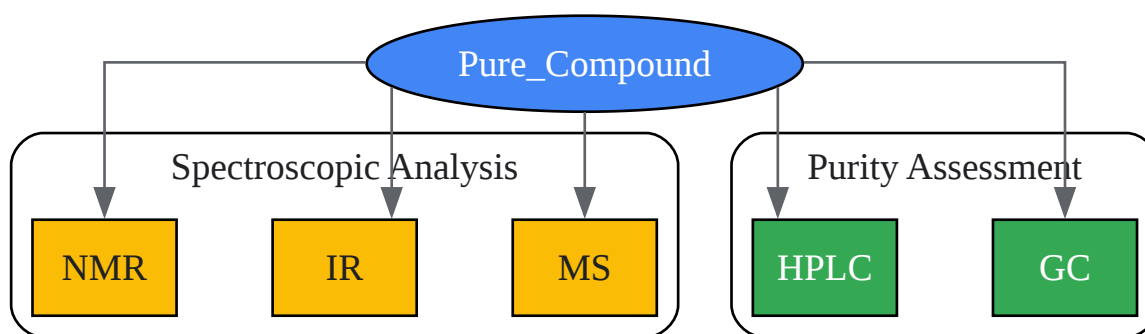 Pure_Compound
Spectroscopic Analysis
Purity Assessment
NMR
IR
MS
HPLC
GC